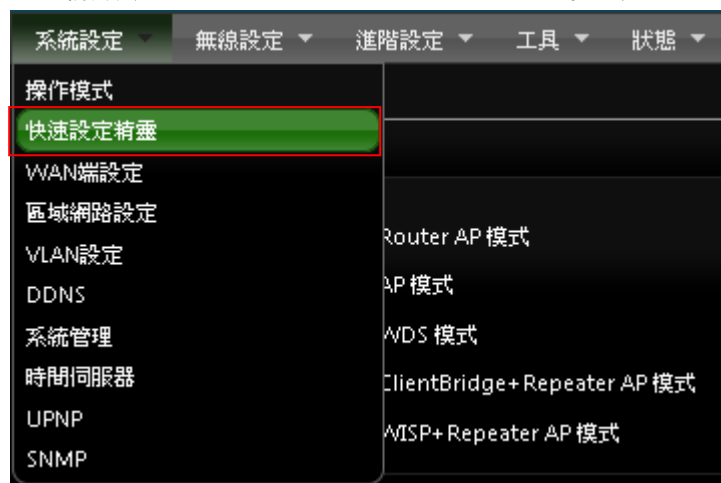 系統設定 無線設定 進階設定 工具 狀態
操作模式
快速設定精靈
WAN端設定
區域網路設定
VLAN設定
DDNS
系統管理
時間伺服器
UPNP
SNMP
Router AP 模式
AP 模式
WDS 模式
ClientBridge+Repeater AP 模式
WISP+Repeater AP 模式